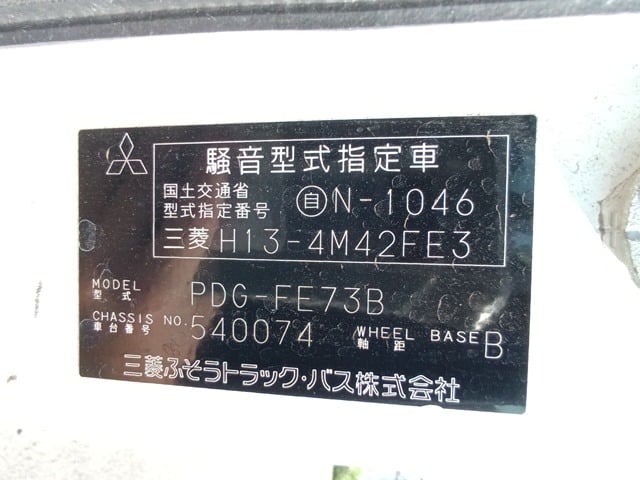 騒音型式指定車
国土交通省
型式指定番号 自N-1046
三菱 H13-4M42FE3
MODEL
型式 PDG-FE73B
CHASSIS NO.
車台番号 540074 WHEEL BASE
軸距 B
三菱ふそうトラック・バス株式会社